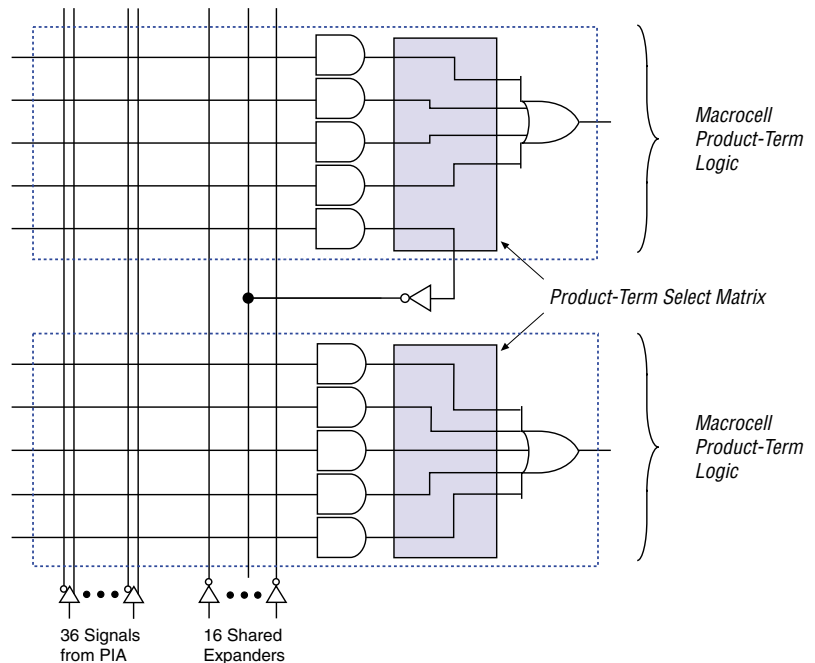 Macrocell
Product-Term
Logic
Product-Term Select Matrix
Macrocell
Product-Term
Logic
36 Signals
from PIA
16 Shared
Expanders